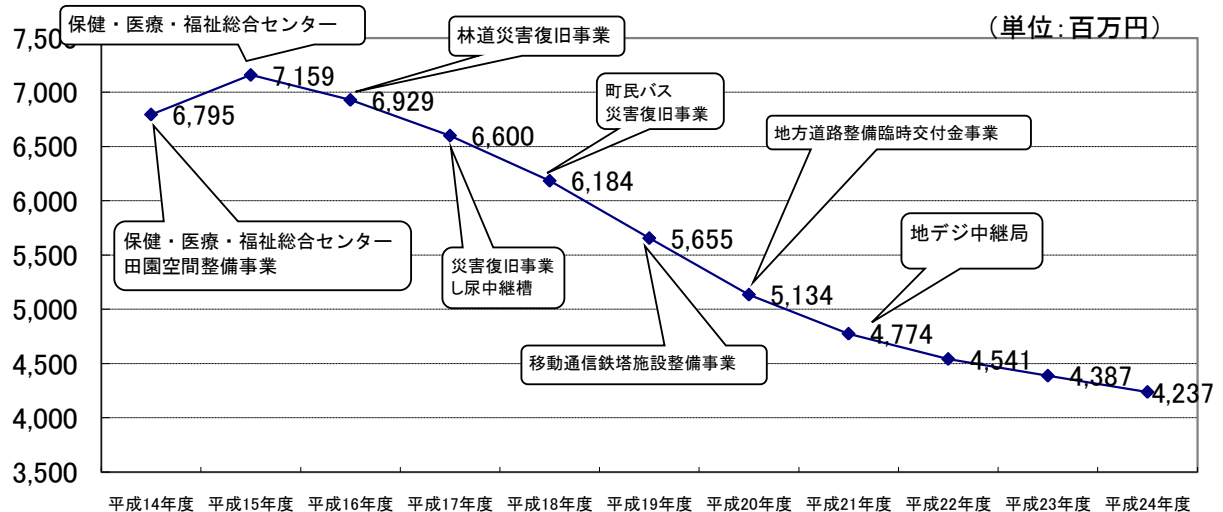 保健・医療・福祉総合センター
(単位:百万円)
林道災害復旧事業
7,500
7,000
6,500
6,000
5,500
5,000
4,500
4,000
3,500
6,795
7,159
6,929
6,600
6,184
5,655
5,134
4,774
4,541
4,387
4,237
町民バス
災害復旧事業
地方道路整備臨時交付金事業
保健・医療・福祉総合センター
田園空間整備事業
災害復旧事業
し尿中継槽
地デジ中継局
移動通信鉄塔施設整備事業
平成14年度
平成15年度
平成16年度
平成17年度
平成18年度
平成19年度
平成20年度
平成21年度
平成22年度
平成23年度
平成24年度